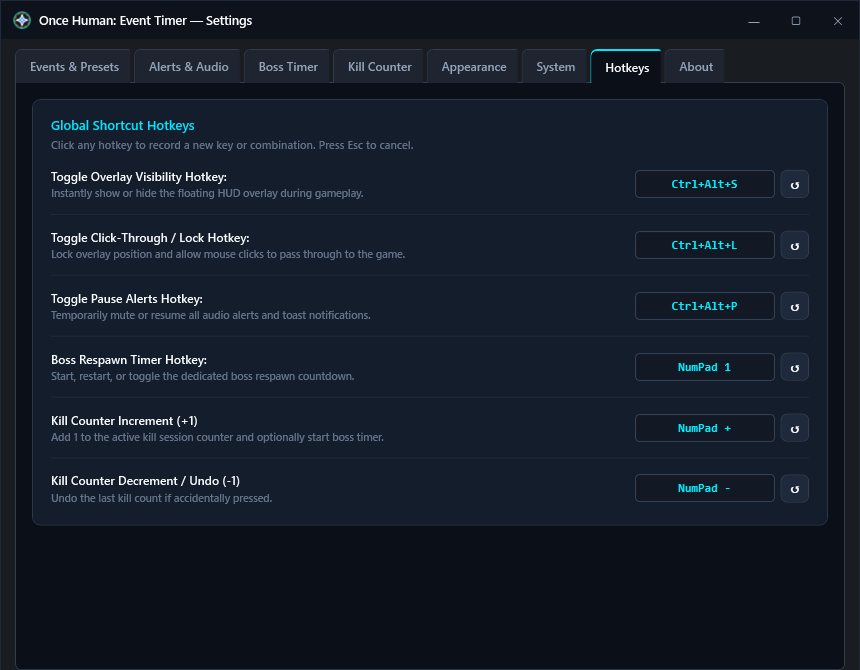 Once Human: Event Timer — Settings
Events & Presets
Alerts & Audio
Boss Timer
Kill Counter
Appearance
System
Hotkeys
About
Global Shortcut Hotkeys
Click any hotkey to record a new key or combination. Press Esc to cancel.
Toggle Overlay Visibility Hotkey:
Instantly show or hide the floating HUD overlay during gameplay.
Ctrl+Alt+S
Toggle Click-Through / Lock Hotkey:
Lock overlay position and allow mouse clicks to pass through to the game.
Ctrl+Alt+L
Toggle Pause Alerts Hotkey:
Temporarily mute or resume all audio alerts and toast notifications.
Ctrl+Alt+P
Boss Respawn Timer Hotkey:
Start, restart, or toggle the dedicated boss respawn countdown.
NumPad 1
Kill Counter Increment (+1)
Add 1 to the active kill session counter and optionally start boss timer.
NumPad +
Kill Counter Decrement / Undo (-1)
Undo the last kill count if accidentally pressed.
NumPad -